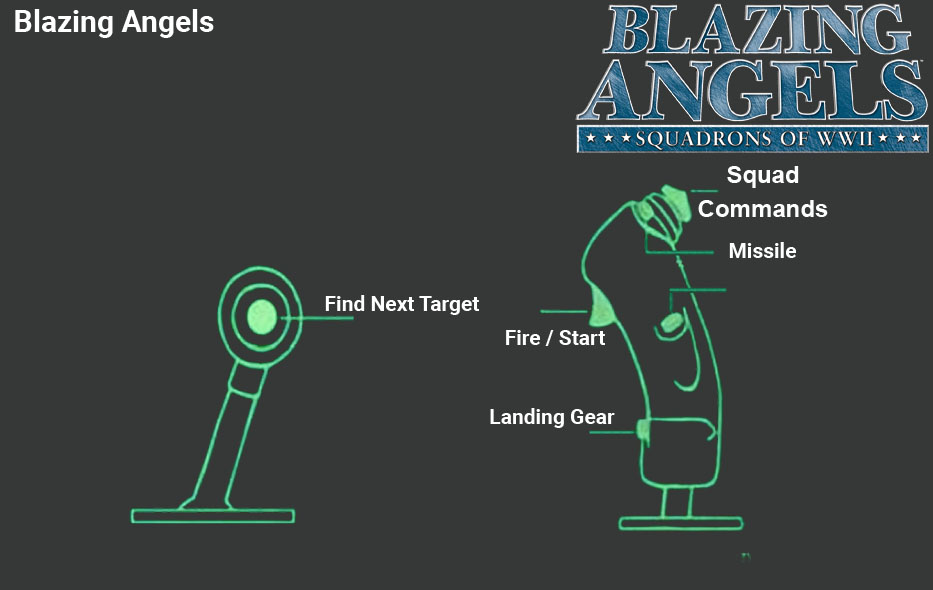 Blazing Angels
BLAZING
ANGELS
SQUADRONS OF WWII
Squad
Commands
Missile
Find Next Target
Fire / Start
Landing Gear